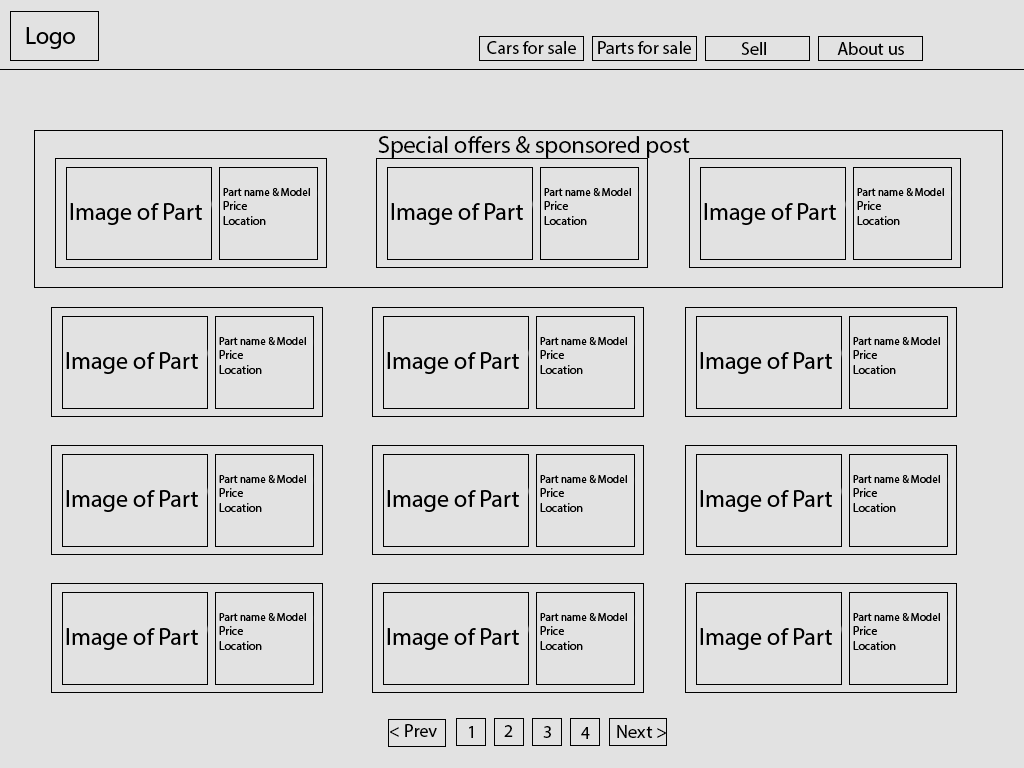 Logo
Cars for sale
Parts for sale
Sell
About us
Special offers & sponsored post
Image of Part
Part name & Model
Price
Location
Image of Part
Part name & Model
Price
Location
Image of Part
Part name & Model
Price
Location
Image of Part
Part name & Model
Price
Location
Image of Part
Part name & Model
Price
Location
Image of Part
Part name & Model
Price
Location
Image of Part
Part name & Model
Price
Location
Image of Part
Part name & Model
Price
Location
Image of Part
Part name & Model
Price
Location
Image of Part
Part name & Model
Price
Location
Image of Part
Part name & Model
Price
Location
Image of Part
Part name & Model
Price
Location
< Prev
1
2
3
4
Next >